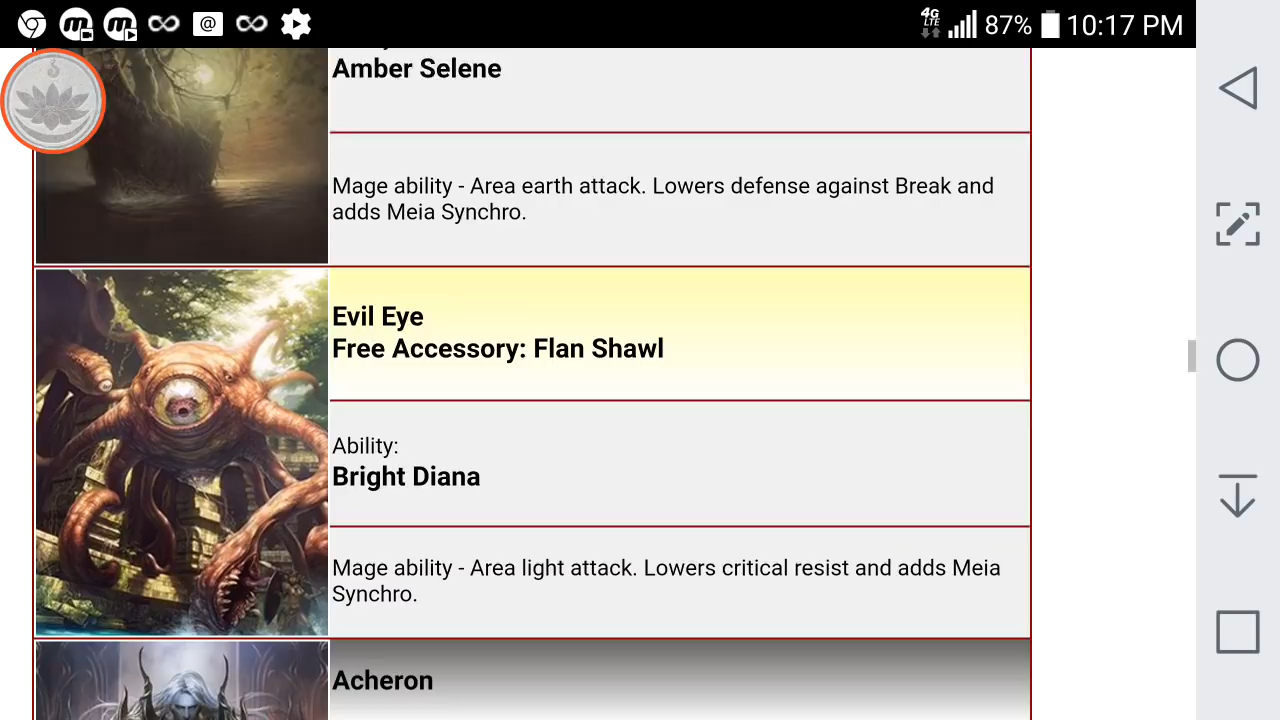 4G
LTE
87%
10:17 PM
@
Amber Selene
Mage ability - Area earth attack. Lowers defense against Break and
adds Meia Synchro.
Evil Eye
Free Accessory: Flan Shawl
Ability:
Bright Diana
Mage ability - Area light attack. Lowers critical resist and adds Meia
Synchro.
Acheron